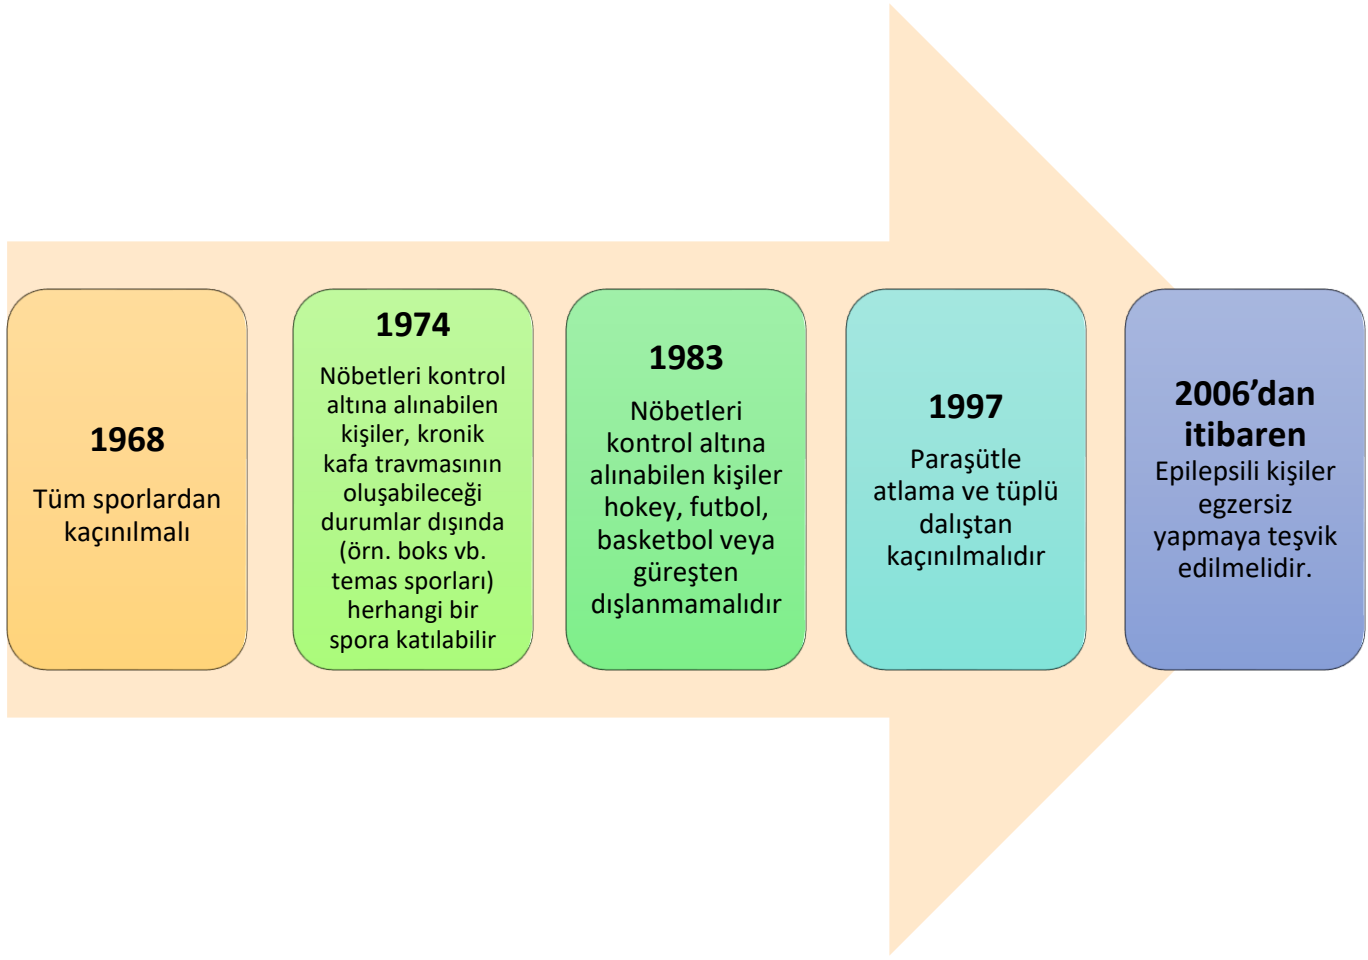 1968
Tüm sporlardan
kaçınılmalı
1974
Nöbetleri kontrol
altına alınabilen
kişiler, kronik
kafa travmasının
oluşabileceği
durumlar dışında
(örn. boks vb.
temas sporları)
herhangi bir
spora katılabilir
1983
Nöbetleri
kontrol altına
alınabilen kişiler
hokey, futbol,
basketbol veya
güreşten
dışlanmamalıdır
1997
Paraşütle
atlama ve tüplü
dalıştan
kaçınılmalıdır
2006’dan
itibaren
Epilepsili kişiler
egzersiz
yapmaya teşvik
edilmelidir.